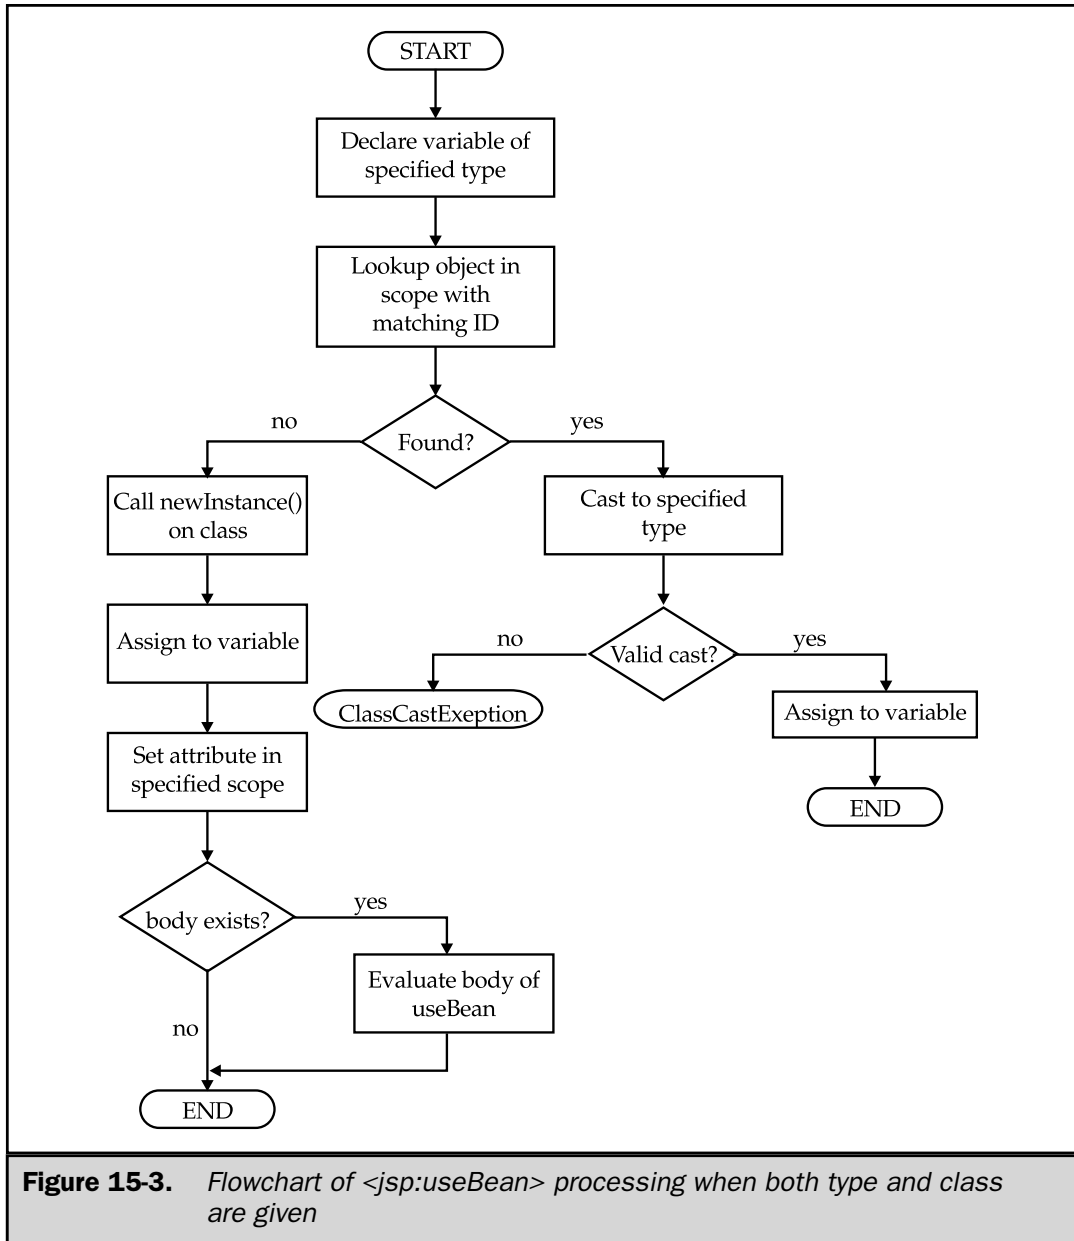 START
Declare variable of
specified type
Lookup object in
scope with
matching ID
no
yes
Found?
Call newInstance()
on class
Cast to specified
type
Assign to variable
no
Valid cast?
yes
ClassCastExeption
Assign to variable
Set attribute in
specified scope
END
body exists?
yes
Evaluate body of
useBean
no
END
Figure 15-3. Flowchart of <jsp:useBean> processing when both type and class
are given